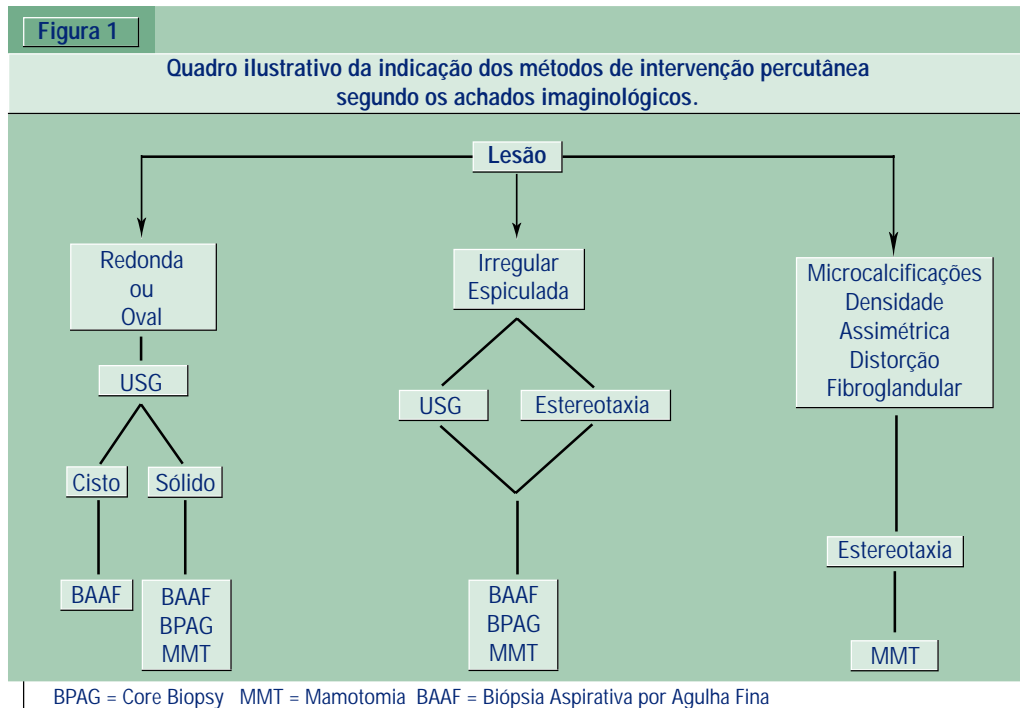 Figura 1
Quadro ilustrativo da indicação dos métodos de intervenção percutânea
segundo os achados imaginológicos.
Lesão
Redonda
ou
Oval
USG
Cisto
Sólido
BAAF
BAAF
BPAG
MMT
Irregular
Espiculada
USG
Estereotaxia
BAAF
BPAG
MMT
Microcalcificações
Densidade
Assimétrica
Distorção
Fibroglandular
Estereotaxia
MMT
BPAG = Core Biopsy MMT = Mamotomia BAAF = Biópsia Aspirativa por Agulha Fina